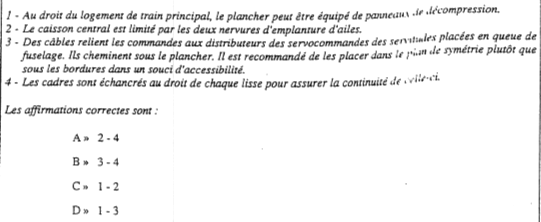 1 - Au droit du logement de train principal, le plancher peut être équipé de panneaux de décompression.
2 - Le caisson central est limité par les deux nervures d'emplanture d'ailes.
3 - Des câbles relient les commandes aux distributeurs des servocommandes des servitudes placées en queue de
fuselage. Ils cheminent sous le plancher. Il est recommandé de les placer dans le plan de symétrie plutôt que
sous les bordures dans un souci d'accessibilité.
4 - Les cadres sont échancrés au droit de chaque lisse pour assurer la continuité de celle-ci.
Les affirmations correctes sont :
A» 2 - 4
B» 3 - 4
C» 1 - 2
D» 1 - 3